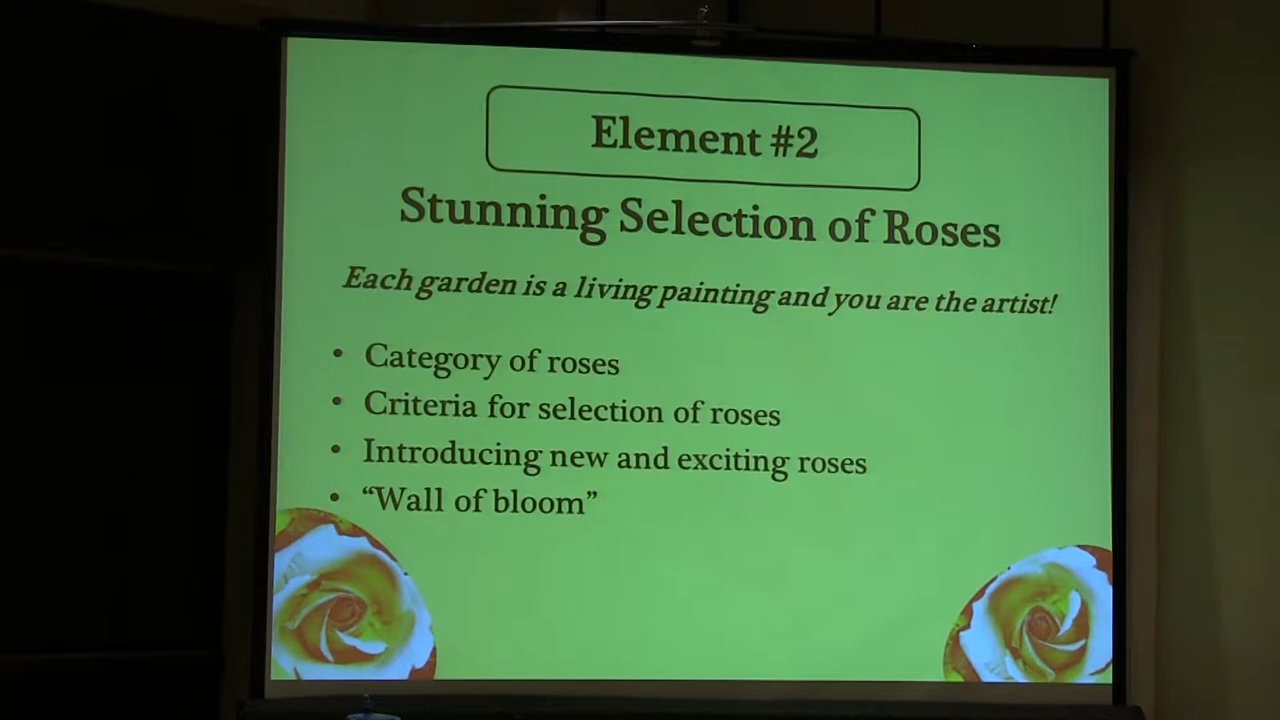 Element #2
Stunning Selection of Roses
Each garden is a living painting and you are the artist!
• Category of roses
• Criteria for selection of roses
• Introducing new and exciting roses
• “Wall of bloom”